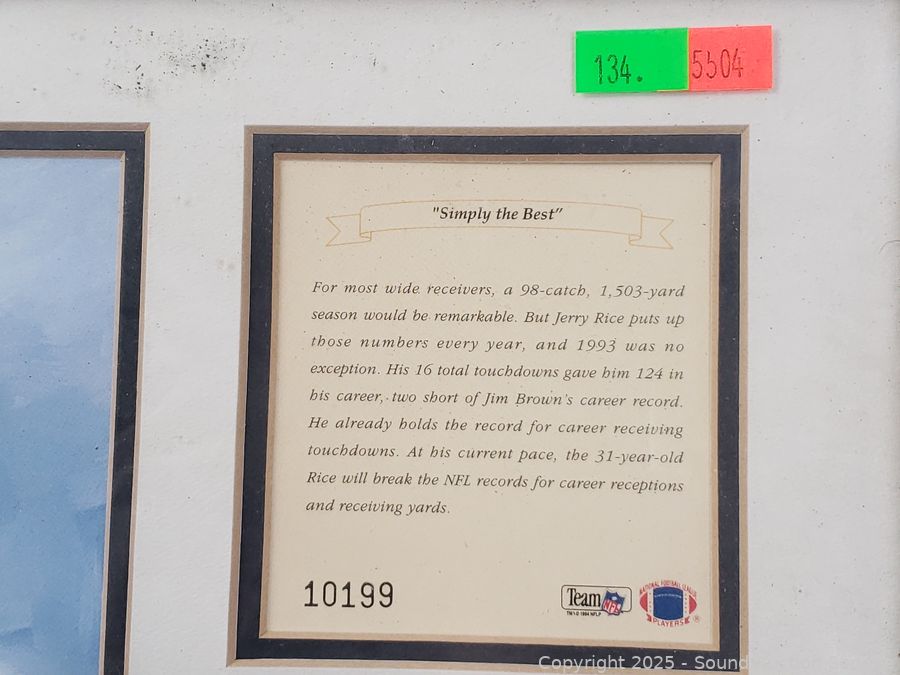 134. 5504
"Simply the Best"
For most wide receivers, a 98-catch, 1,503-yard
season would be remarkable. But Jerry Rice puts up
those numbers every year, and 1993 was no
exception. His 16 total touchdowns gave him 124 in
his career, two short of Jim Brown's career record.
He already holds the record for career receiving
touchdowns. At his current pace, the 31-year-old
Rice will break the NFL records for career receptions
and receiving yards.
10199
Team NFL
NATIONAL FOOTBALL LEAGUE
PLAYERS
Copyright 2025 - Sound